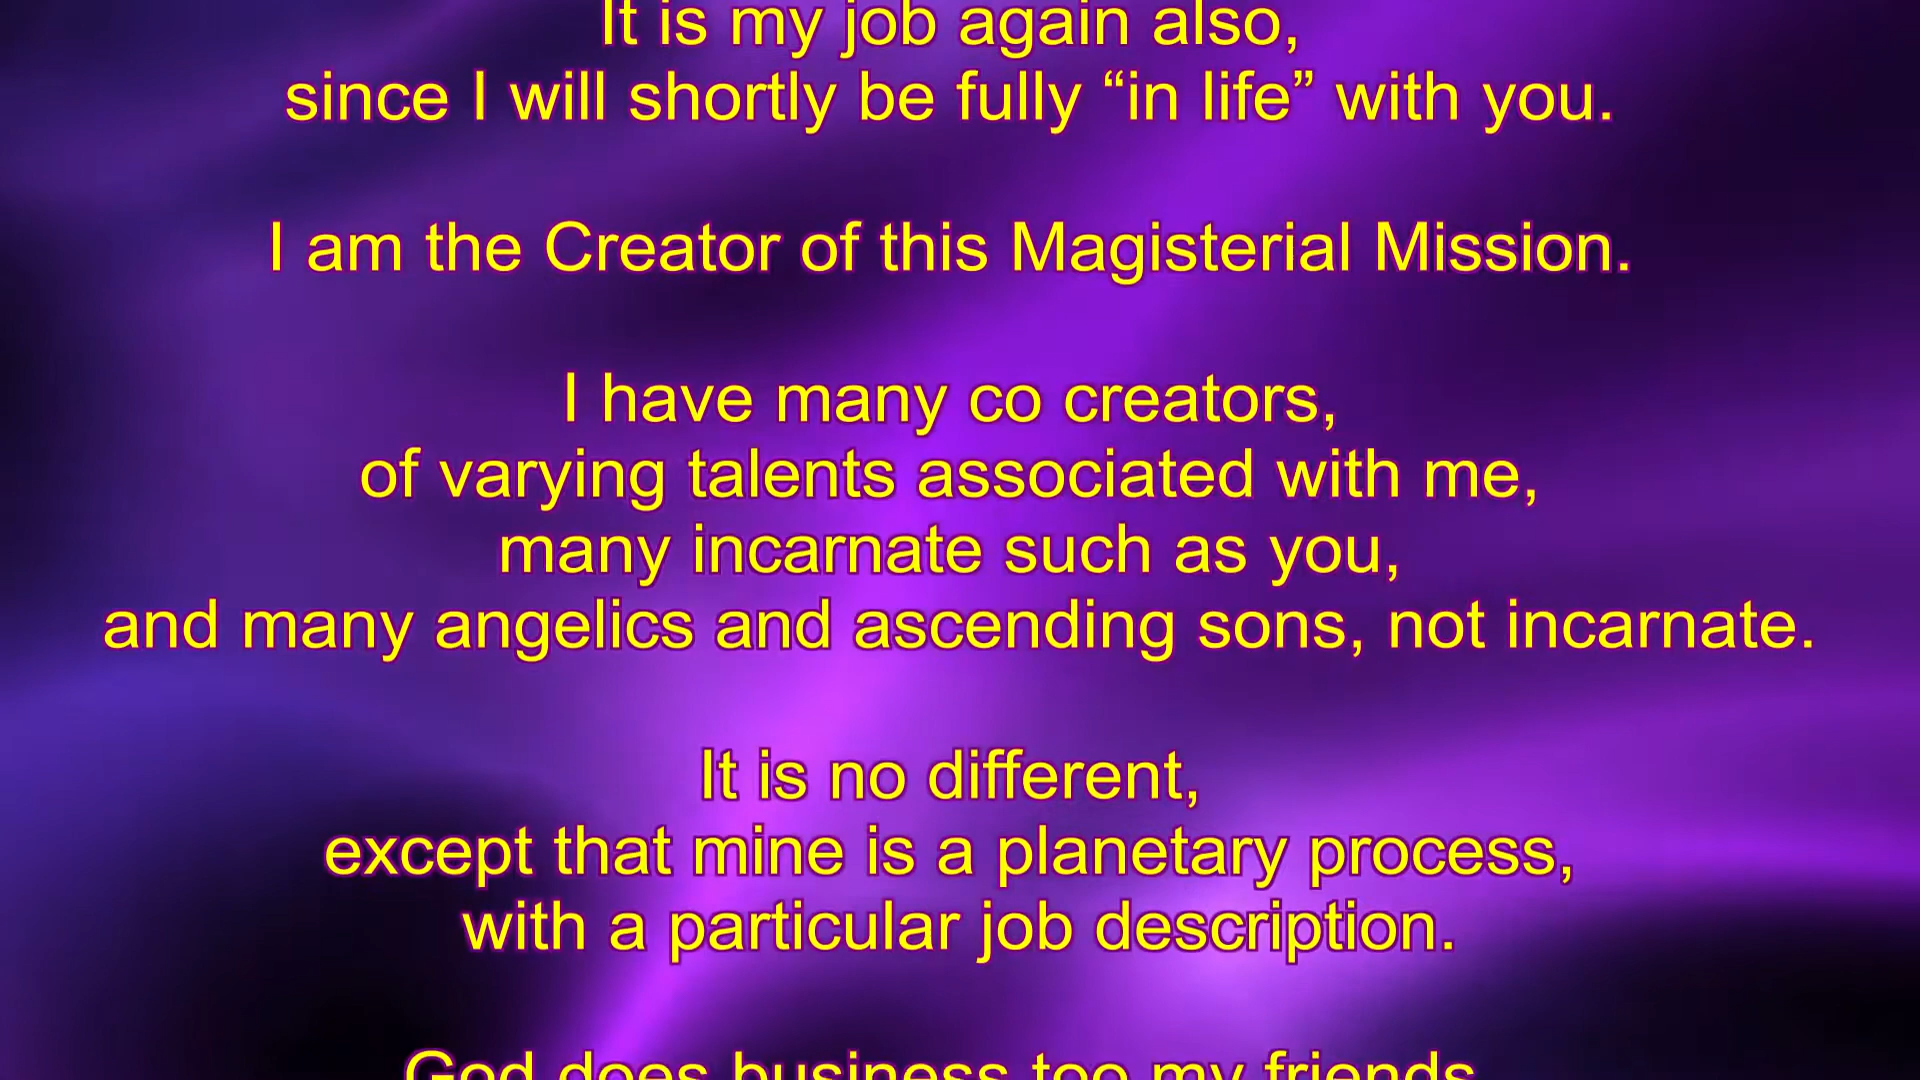 It is my job again also,
since I will shortly be fully “in life” with you.
I am the Creator of this Magisterial Mission.
I have many co creators,
of varying talents associated with me,
many incarnate such as you,
and many angelics and ascending sons, not incarnate.
It is no different,
except that mine is a planetary process,
with a particular job description.
God does business too my friends